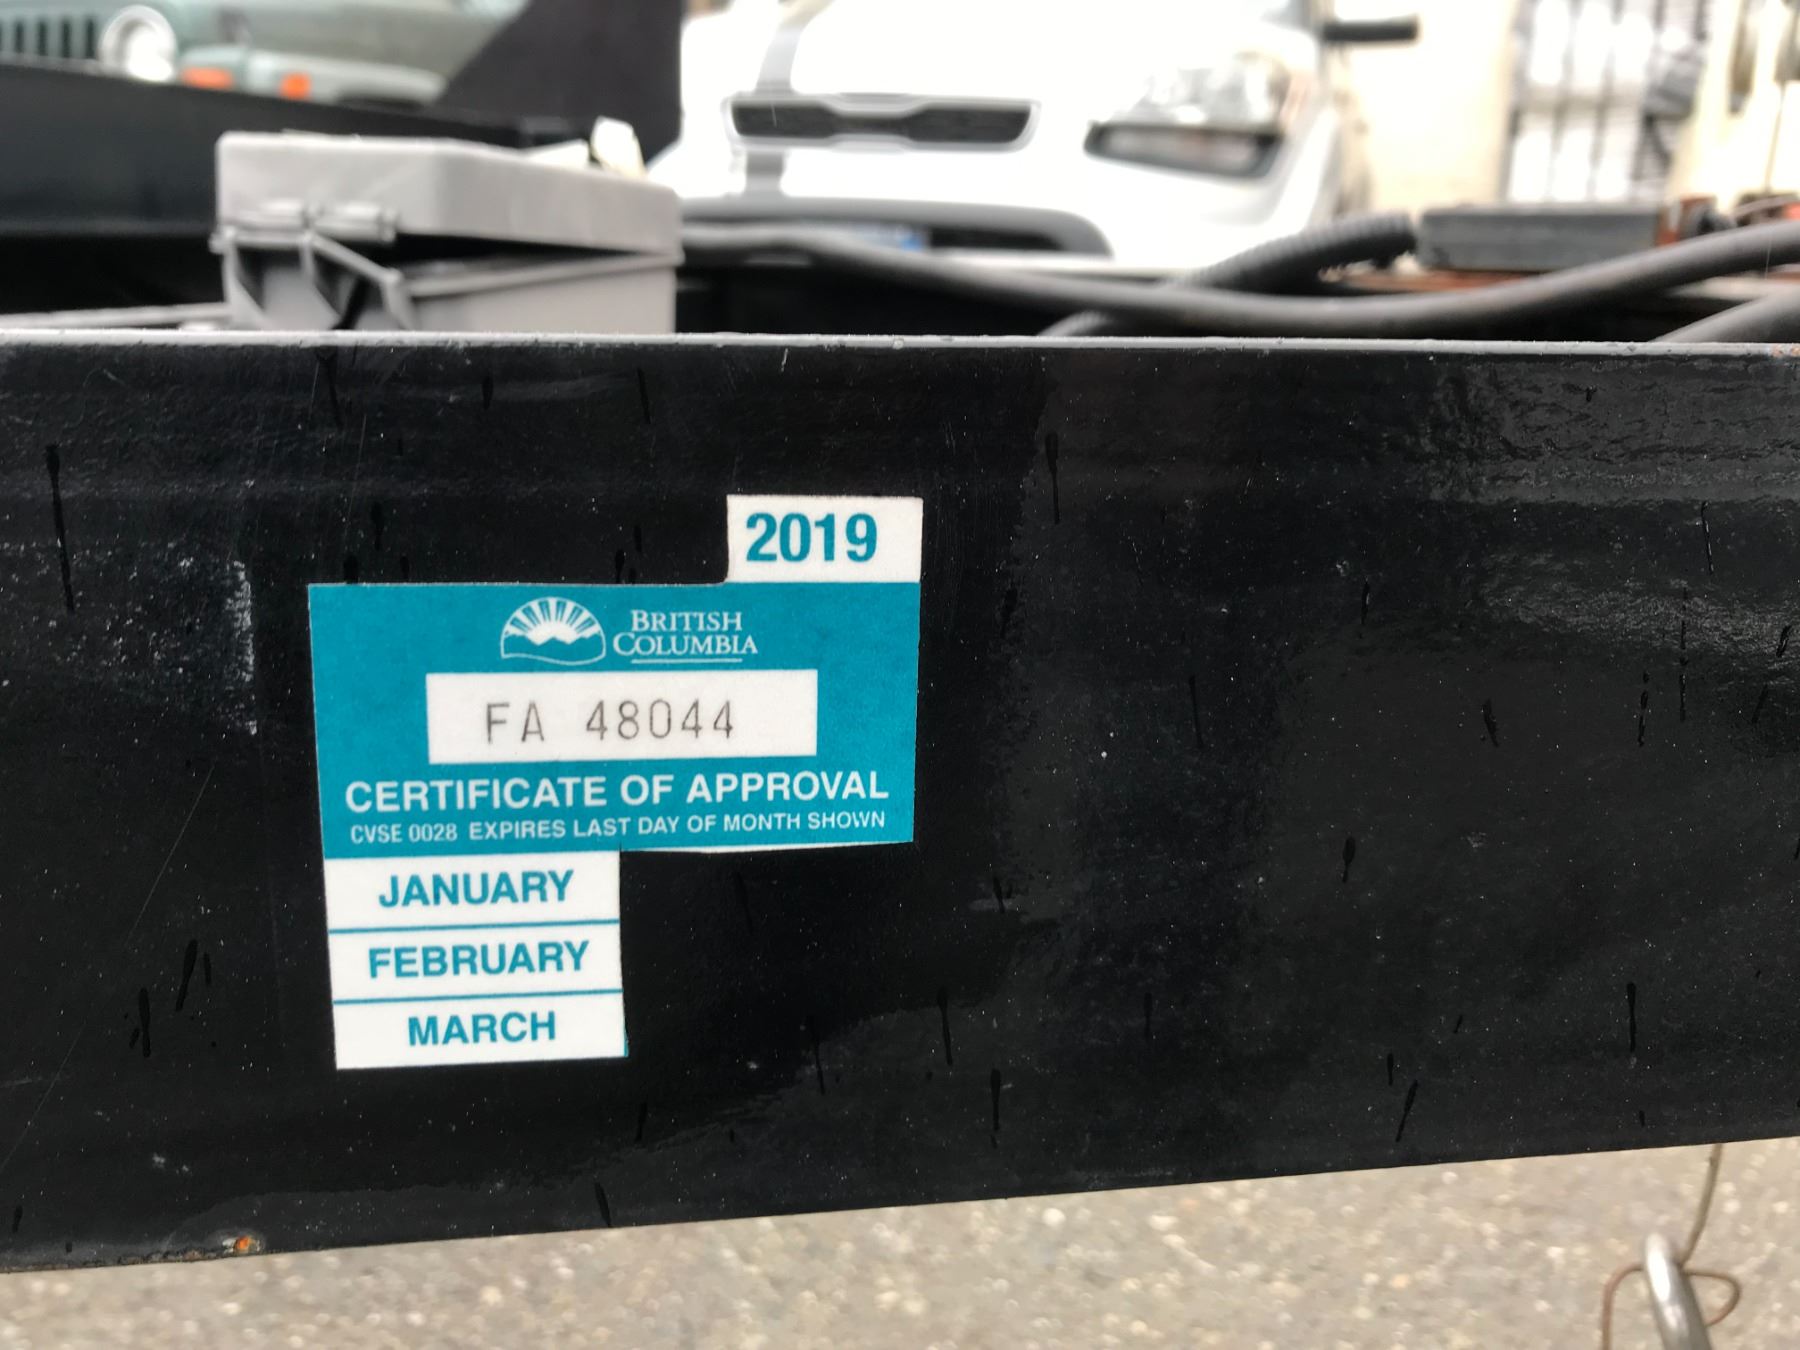 2019
BRITISH
COLUMBIA
FA 48044
CERTIFICATE OF APPROVAL
CVSE 0028 EXPIRES LAST DAY OF MONTH SHOWN
JANUARY
FEBRUARY
MARCH